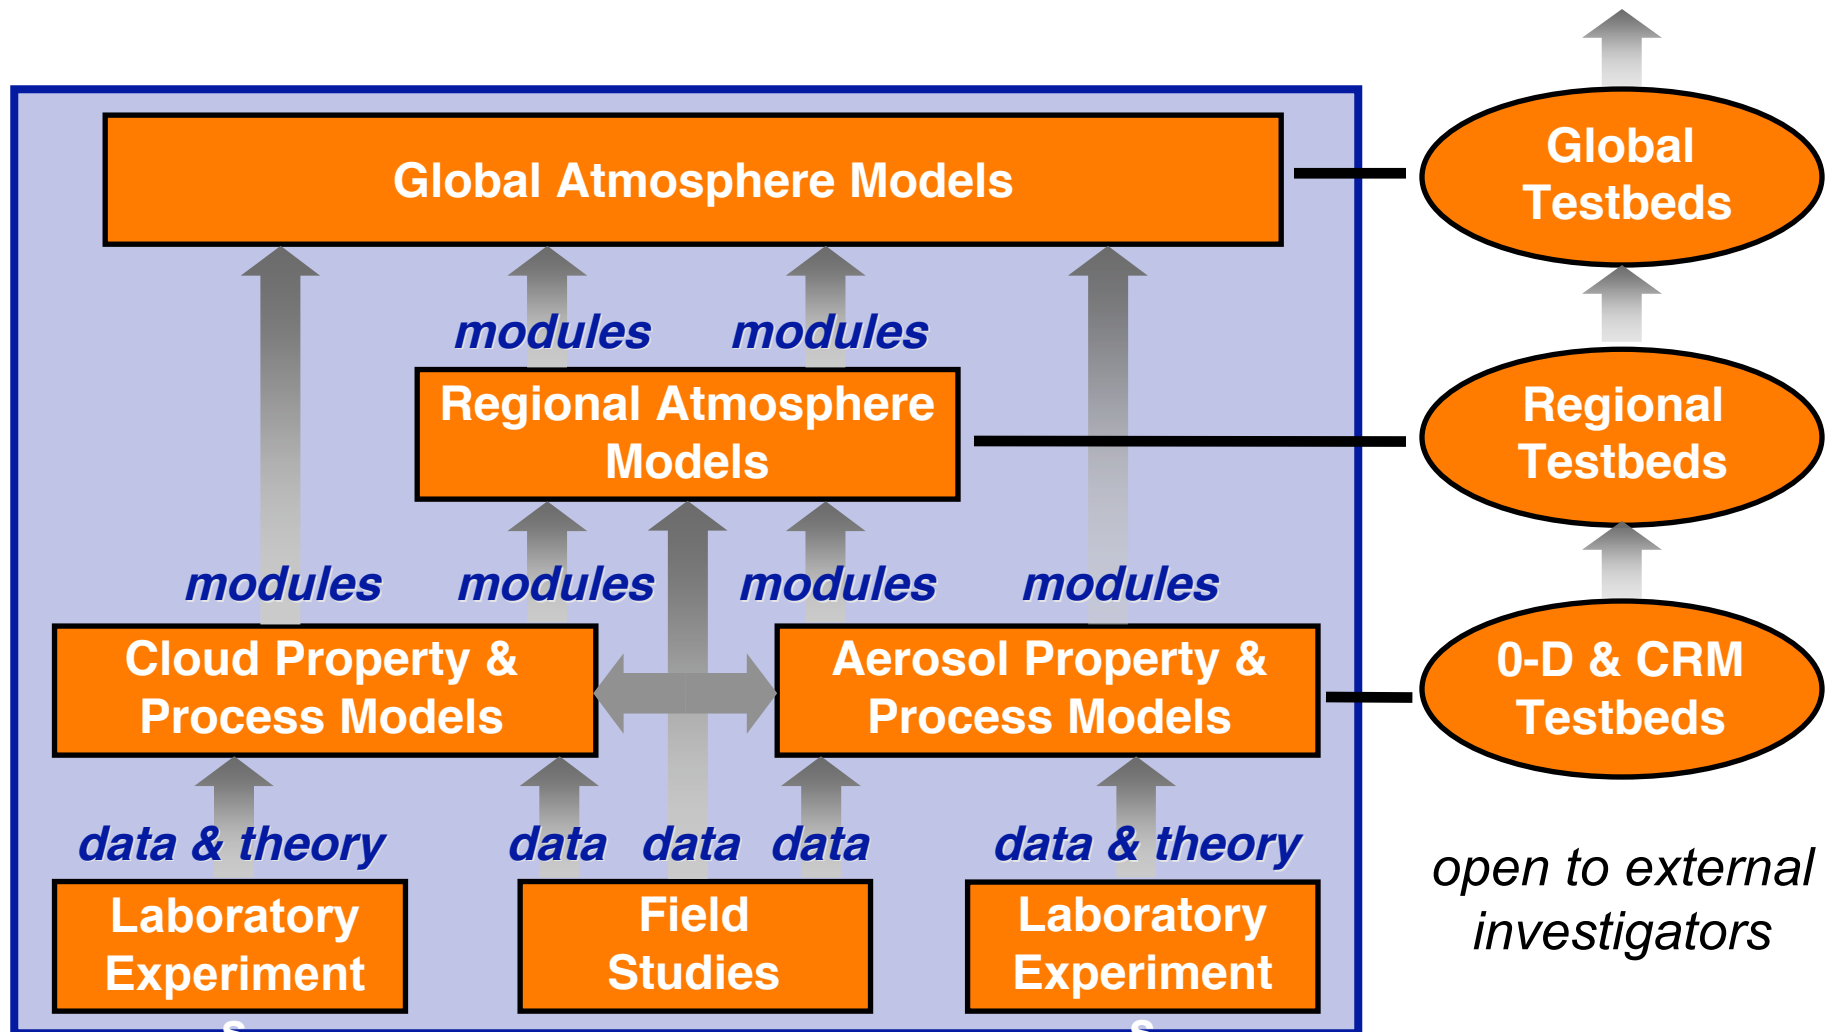 Global Atmosphere Models
Global
Testbeds
modules
modules
Regional Atmosphere
Models
Regional
Testbeds
modules
modules
modules
modules
Cloud Property &
Process Models
Aerosol Property &
Process Models
0-D & CRM
Testbeds
data & theory
data
data
data
data & theory
Laboratory
Experiment
s
Field
Studies
Laboratory
Experiment
s
open to external
investigators